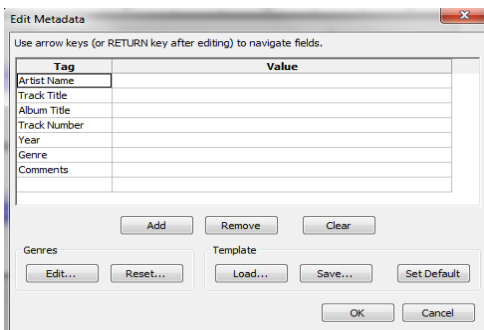 Edit Metadata
Use arrow keys (or RETURN key after editing) to navigate fields.
Tag Value
Artist Name
Track Title
Album Title
Track Number
Year
Genre
Comments
Add Remove Clear
Genres Template
Edit... Reset... Load... Save... Set Default
OK Cancel